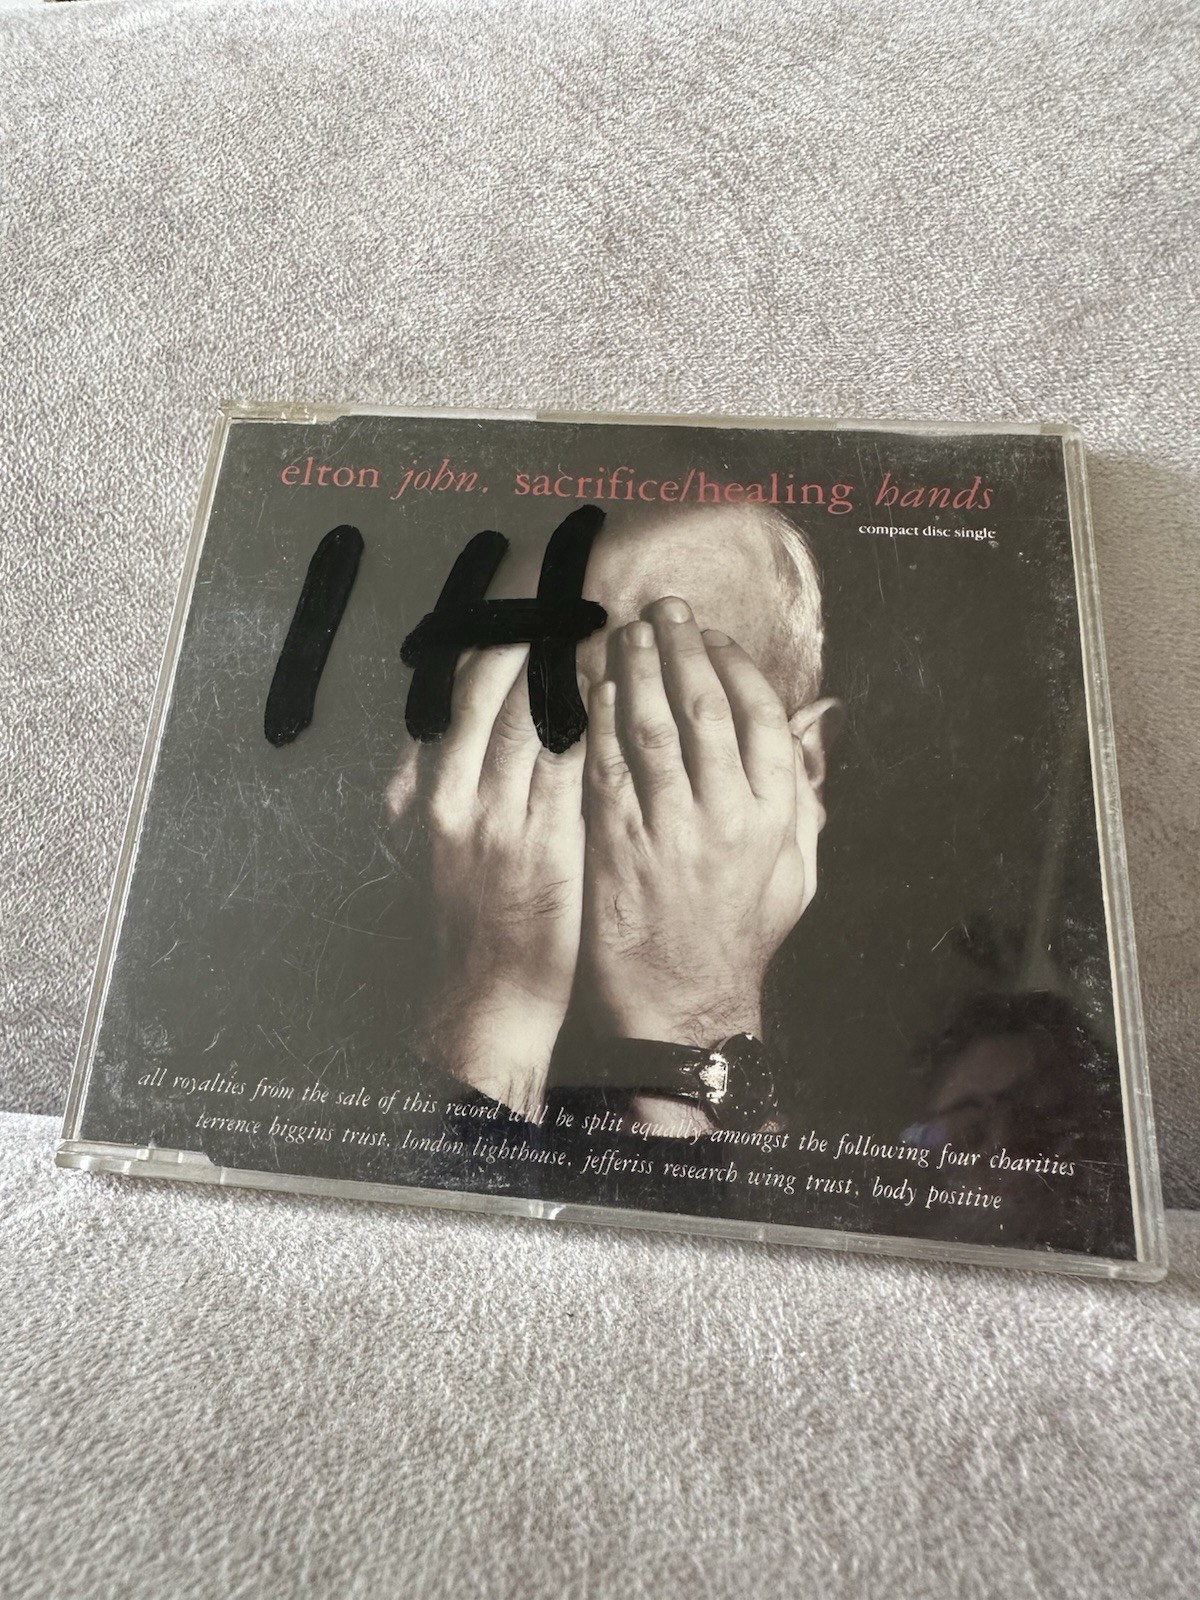 elton john. sacrifice/healing hands
compact disc single
1H
all royalties from the sale of this record will be split equally amongst the following four charities
terrence higgins trust, london lighthouse, jefferiss research wing trust, body positive